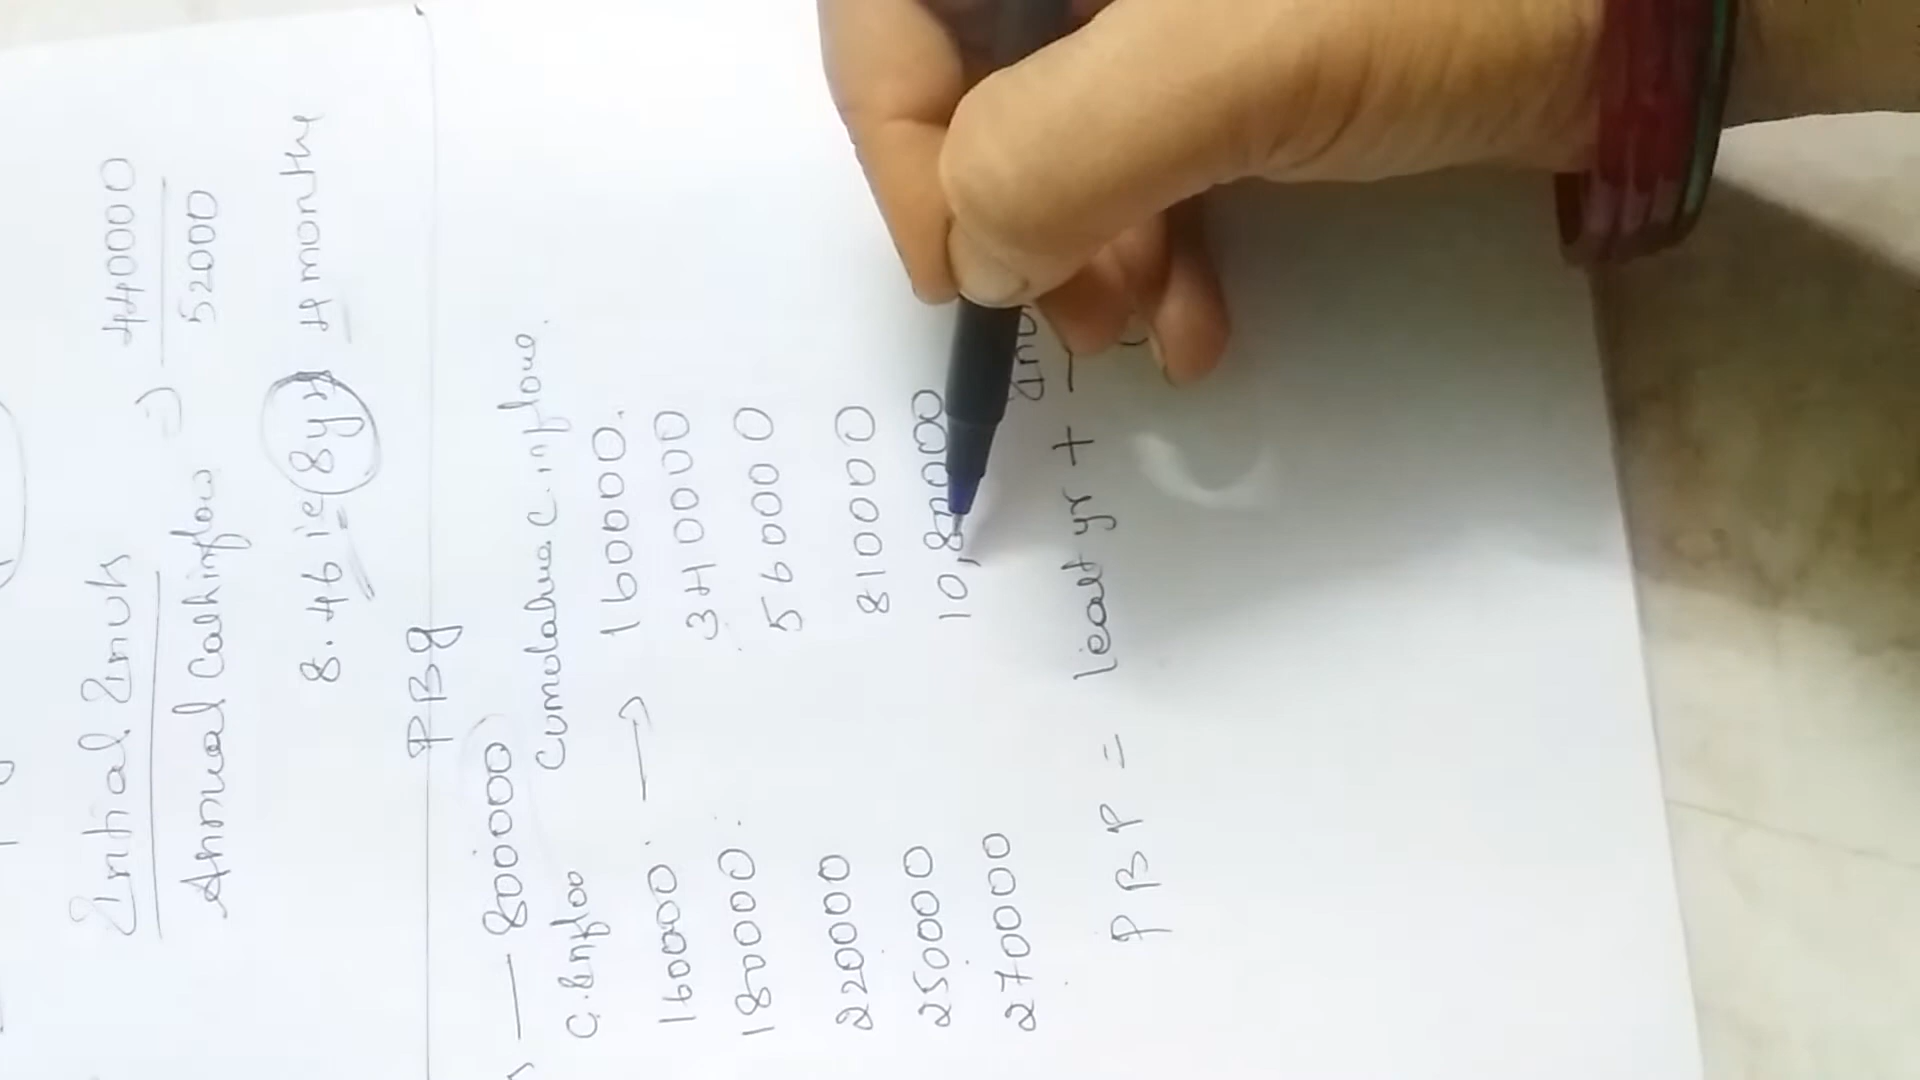 Initial Invt
Annual Cash inflow
=)
440000
52000
8.46 ie 8yr 4 months
PB9
— 800000
C. Inflow Cumulative C. inflow.
160000. → 160000.
180000 340000
220000 560000
250000 810000
270000 10,80000
PBP = least yr +